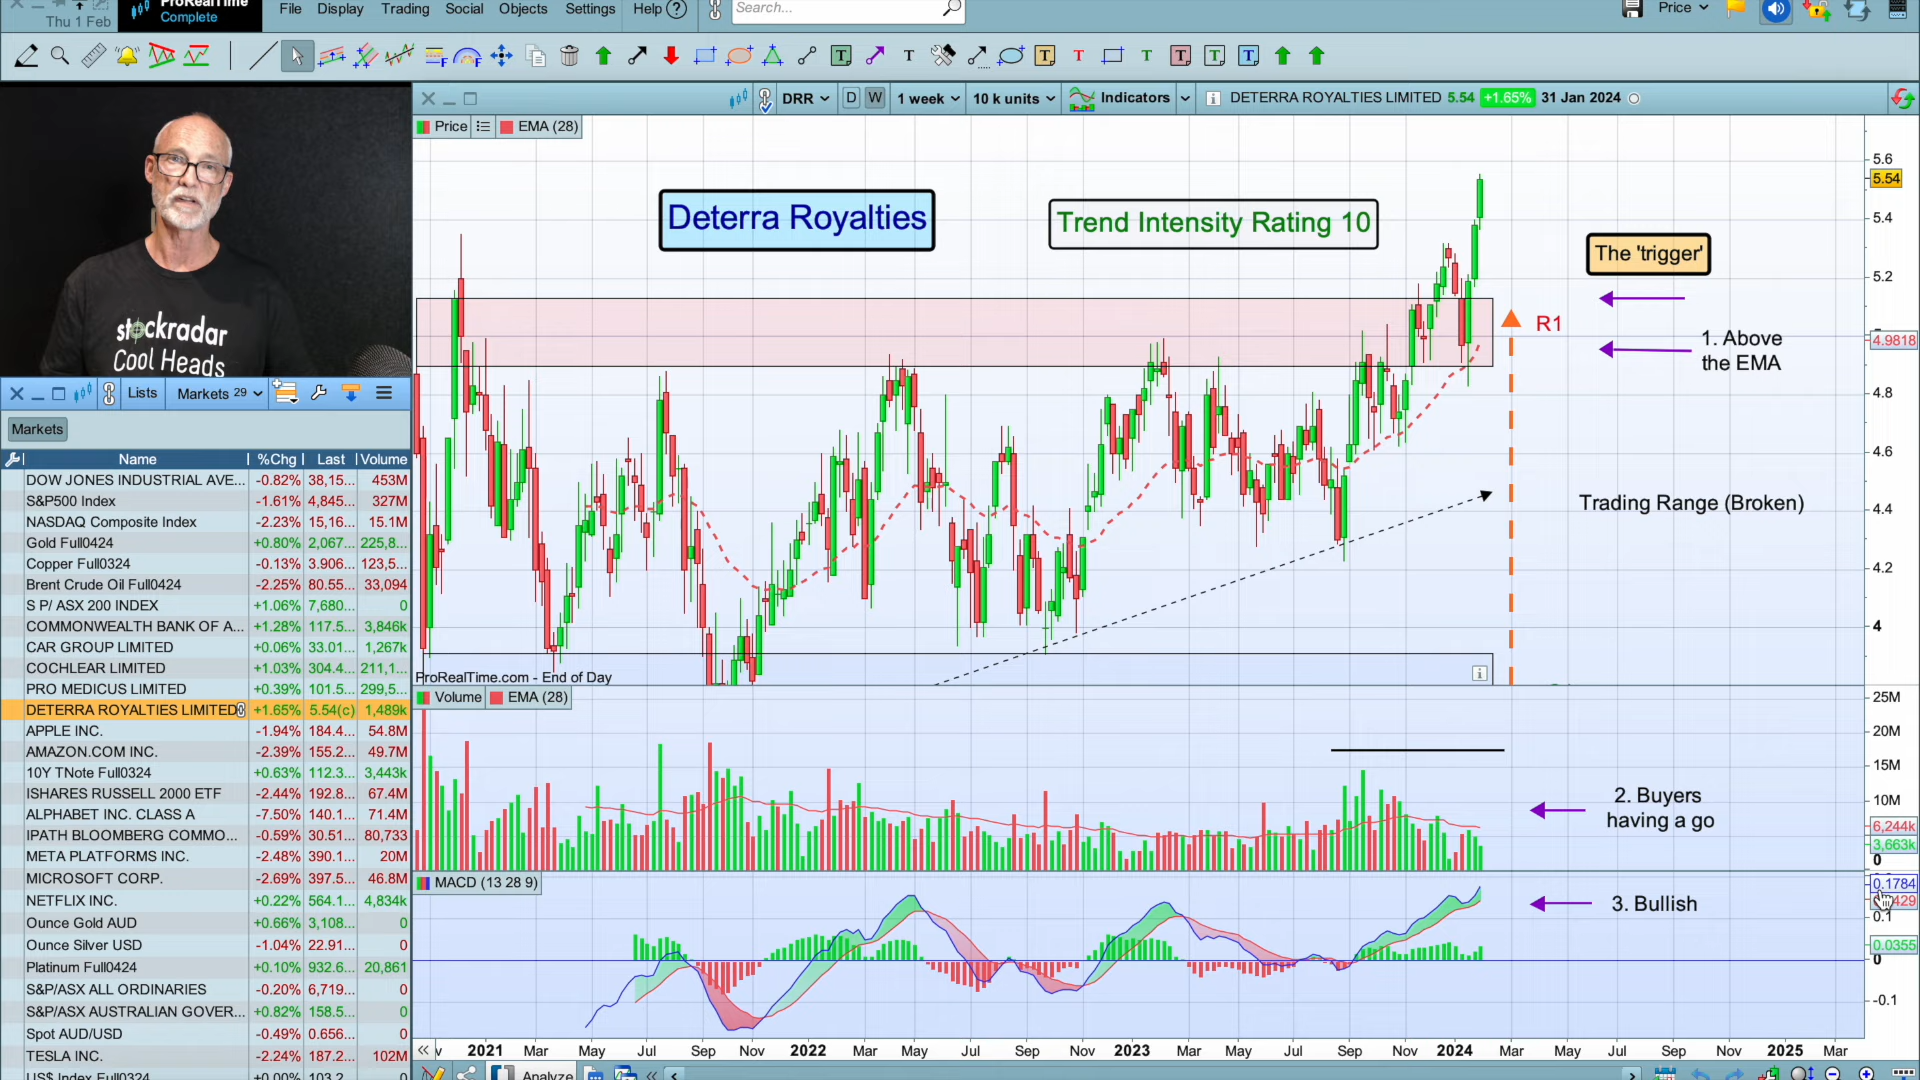 ProRealTime
Complete
Thu 1 Feb
File Display Trading Social Objects Settings Help ?
Search...
Price
DRR D W 1 week 10 k units Indicators DETERRA ROYALTIES LIMITED 5.54 +1.65% 31 Jan 2024
Price EMA (28)
Deterra Royalties
Trend Intensity Rating 10
The 'trigger'
R1
1. Above
the EMA
Trading Range (Broken)
5.6
5.54
5.4
5.2
4.9818
4.8
4.6
4.4
4.2
4
ProRealTime.com - End of Day
stockradar
Cool Heads
Lists Markets 29
Markets
Name %Chg Last Volume
DOW JONES INDUSTRIAL AVE... -0.82% 38,15... 453M
S&P500 Index -1.61% 4,845... 327M
NASDAQ Composite Index -2.23% 15,16... 15.1M
Gold Full0424 +0.80% 2,067... 225,8...
Copper Full0324 -0.13% 3.906... 123,5...
Brent Crude Oil Full0424 -2.25% 80.55... 33,094
S P/ ASX 200 INDEX +1.06% 7,680... 0
COMMONWEALTH BANK OF A... +1.28% 117.5... 3,846k
CAR GROUP LIMITED +0.06% 33.01... 1,267k
COCHLEAR LIMITED +1.03% 304.4... 211,1...
PRO MEDICUS LIMITED +0.39% 101.5... 299,5...
DETERRA ROYALTIES LIMITED +1.65% 5.54(c) 1,489k
APPLE INC. -1.94% 184.4... 54.8M
AMAZON.COM INC. -2.39% 155.2... 49.7M
10Y TNote Full0324 +0.63% 112.3... 3,443k
ISHARES RUSSELL 2000 ETF -2.44% 192.8... 67.4M
ALPHABET INC. CLASS A -7.50% 140.1... 71.4M
IPATH BLOOMBERG COMMO... -0.59% 30.51... 80,733
META PLATFORMS INC. -2.48% 390.1... 20M
MICROSOFT CORP. -2.69% 397.5... 46.8M
NETFLIX INC. +0.22% 564.1... 4,834k
Ounce Gold AUD +0.66% 3,108... 0
Ounce Silver USD -1.04% 22.91... 0
Platinum Full0424 +0.10% 932.6... 20,861
S&P/ASX ALL ORDINARIES -0.20% 6,719... 0
S&P/ASX AUSTRALIAN GOVER... +0.82% 158.5... 0
Spot AUD/USD -0.49% 0.656... 0
TESLA INC. -2.24% 187.2... 102M
US$ Index Full0324 +0.00% 103.2... 0
Volume EMA (28)
25M
20M
15M
10M
6,244k
3,663k
0
2. Buyers
having a go
MACD (13 28 9)
3. Bullish
0.1784
0.1
0.0355
0
-0.1
2021 Mar May Jul Sep Nov 2022 Mar May Jul Sep Nov 2023 Mar May Jul Sep Nov 2024 Mar May Jul Sep Nov 2025 Mar
Analyze